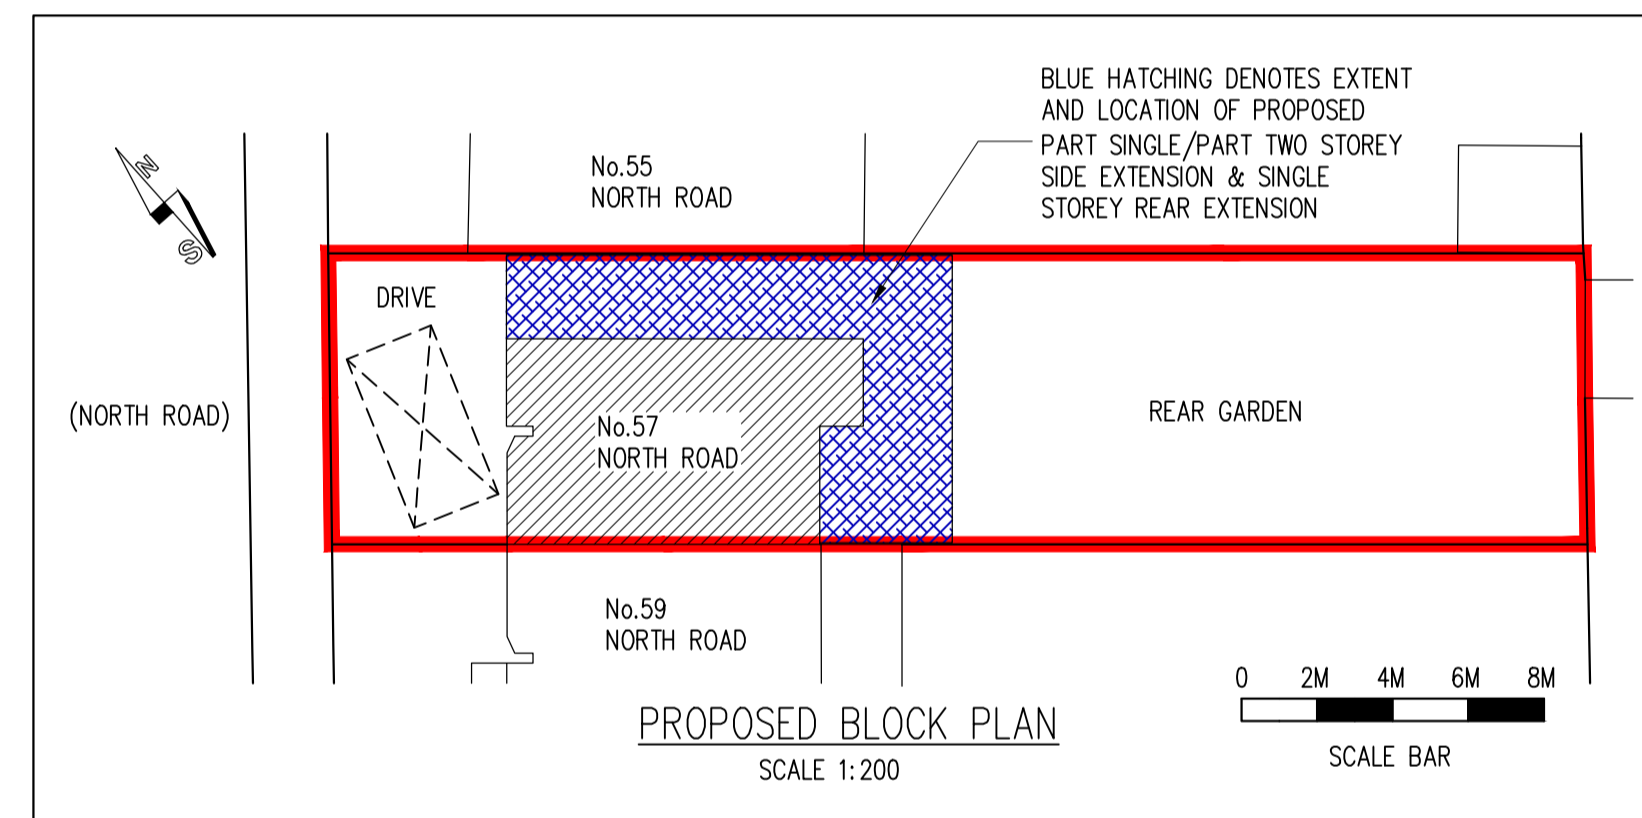 BLUE HATCHING DENOTES EXTENT
AND LOCATION OF PROPOSED
PART SINGLE/PART TWO STOREY
SIDE EXTENSION & SINGLE
STOREY REAR EXTENSION
N
S
No.55
NORTH ROAD
DRIVE
(NORTH ROAD)
No.57
NORTH ROAD
REAR GARDEN
No.59
NORTH ROAD
0 2M 4M 6M 8M
SCALE BAR
PROPOSED BLOCK PLAN
SCALE 1:200